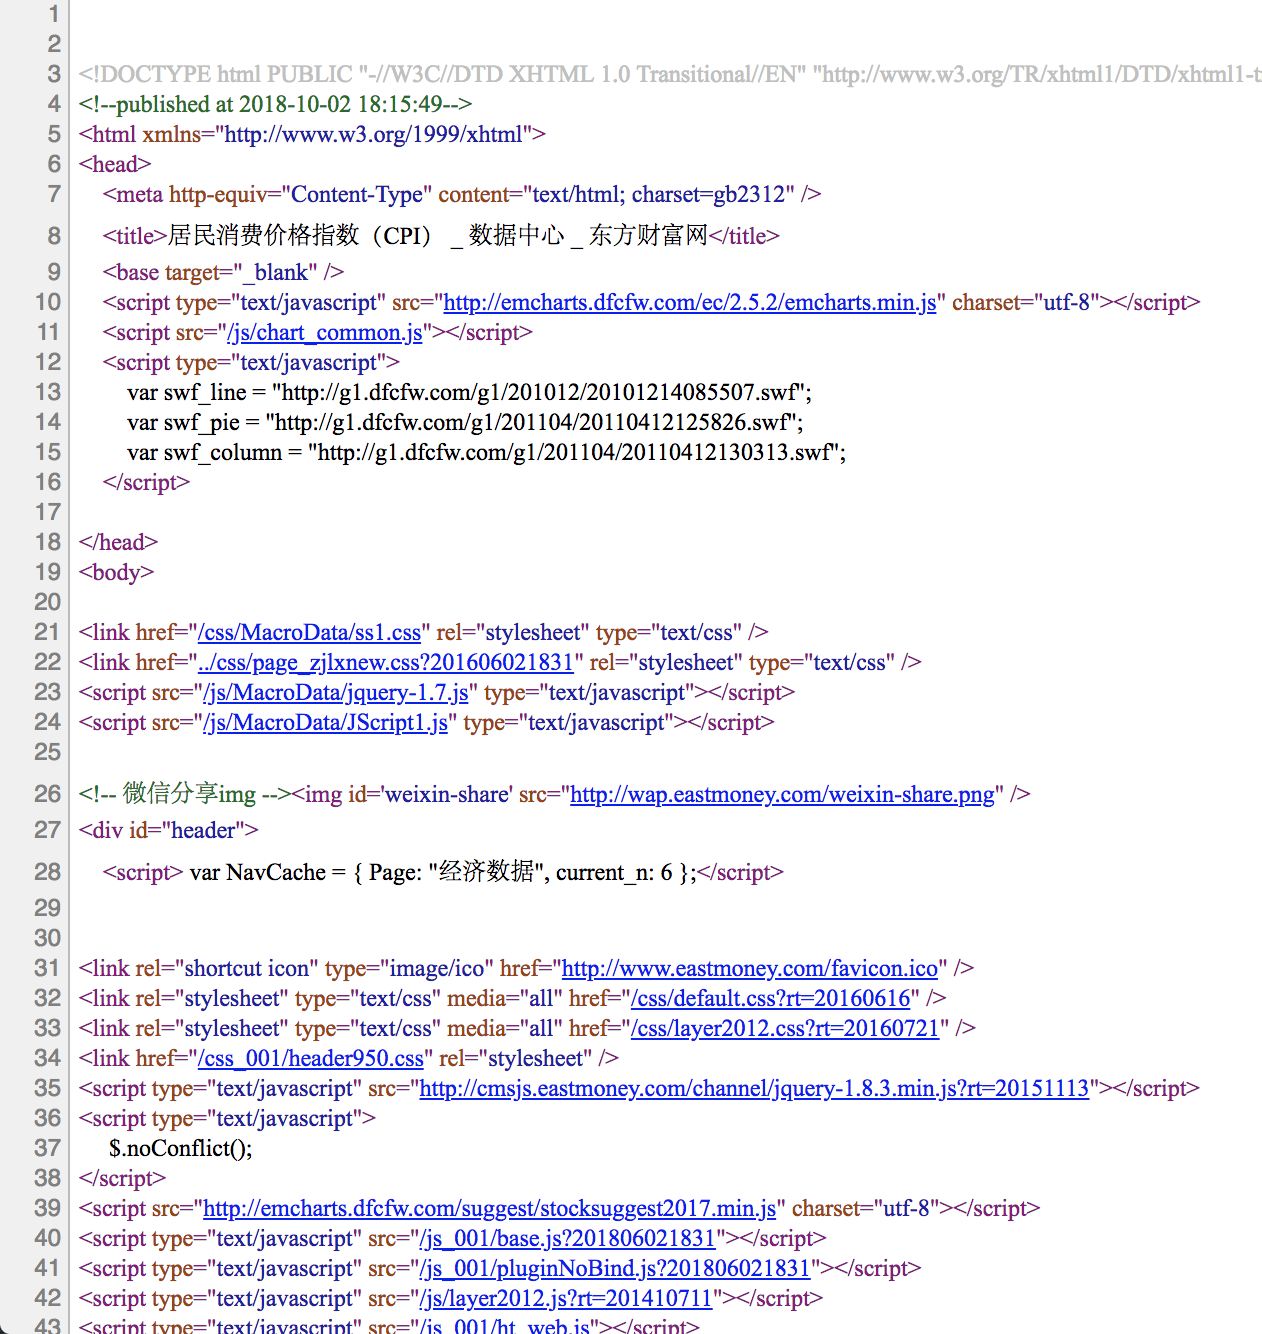 1
2
3 <!DOCTYPE html PUBLIC "-//W3C//DTD XHTML 1.0 Transitional//EN" "http://www.w3.org/TR/xhtml1/DTD/xhtml1-t
4 <!--published at 2018-10-02 18:15:49-->
5 <html xmlns="http://www.w3.org/1999/xhtml">
6 <head>
7 <meta http-equiv="Content-Type" content="text/html; charset=gb2312" />
8 <title>居民消费价格指数（CPI） _ 数据中心 _ 东方财富网</title>
9 <base target="_blank" />
10 <script type="text/javascript" src="http://emcharts.dfcfw.com/ec/2.5.2/emcharts.min.js" charset="utf-8"></script>
11 <script src="/js/chart_common.js"></script>
12 <script type="text/javascript">
13 var swf_line = "http://g1.dfcfw.com/g1/201012/20101214085507.swf";
14 var swf_pie = "http://g1.dfcfw.com/g1/201104/20110412125826.swf";
15 var swf_column = "http://g1.dfcfw.com/g1/201104/20110412130313.swf";
16 </script>
17
18 </head>
19 <body>
20
21 <link href="/css/MacroData/ss1.css" rel="stylesheet" type="text/css" />
22 <link href="../css/page_zjlxnew.css?201606021831" rel="stylesheet" type="text/css" />
23 <script src="/js/MacroData/jquery-1.7.js" type="text/javascript"></script>
24 <script src="/js/MacroData/JScript1.js" type="text/javascript"></script>
25
26 <!-- 微信分享img --><img id='weixin-share' src="http://wap.eastmoney.com/weixin-share.png" />
27 <div id="header">
28 <script> var NavCache = { Page: "经济数据", current_n: 6 };</script>
29
30
31 <link rel="shortcut icon" type="image/ico" href="http://www.eastmoney.com/favicon.ico" />
32 <link rel="stylesheet" type="text/css" media="all" href="/css/default.css?rt=20160616" />
33 <link rel="stylesheet" type="text/css" media="all" href="/css/layer2012.css?rt=20160721" />
34 <link href="/css_001/header950.css" rel="stylesheet" />
35 <script type="text/javascript" src="http://cmsjs.eastmoney.com/channel/jquery-1.8.3.min.js?rt=20151113"></script>
36 <script type="text/javascript">
37 $.noConflict();
38 </script>
39 <script src="http://emcharts.dfcfw.com/suggest/stocksuggest2017.min.js" charset="utf-8"></script>
40 <script type="text/javascript" src="/js_001/base.js?201806021831"></script>
41 <script type="text/javascript" src="/js_001/pluginNoBind.js?201806021831"></script>
42 <script type="text/javascript" src="/js/layer2012.js?rt=201410711"></script>
43 <script type="text/javascript" src="/js_001/ht_web.js"></script>